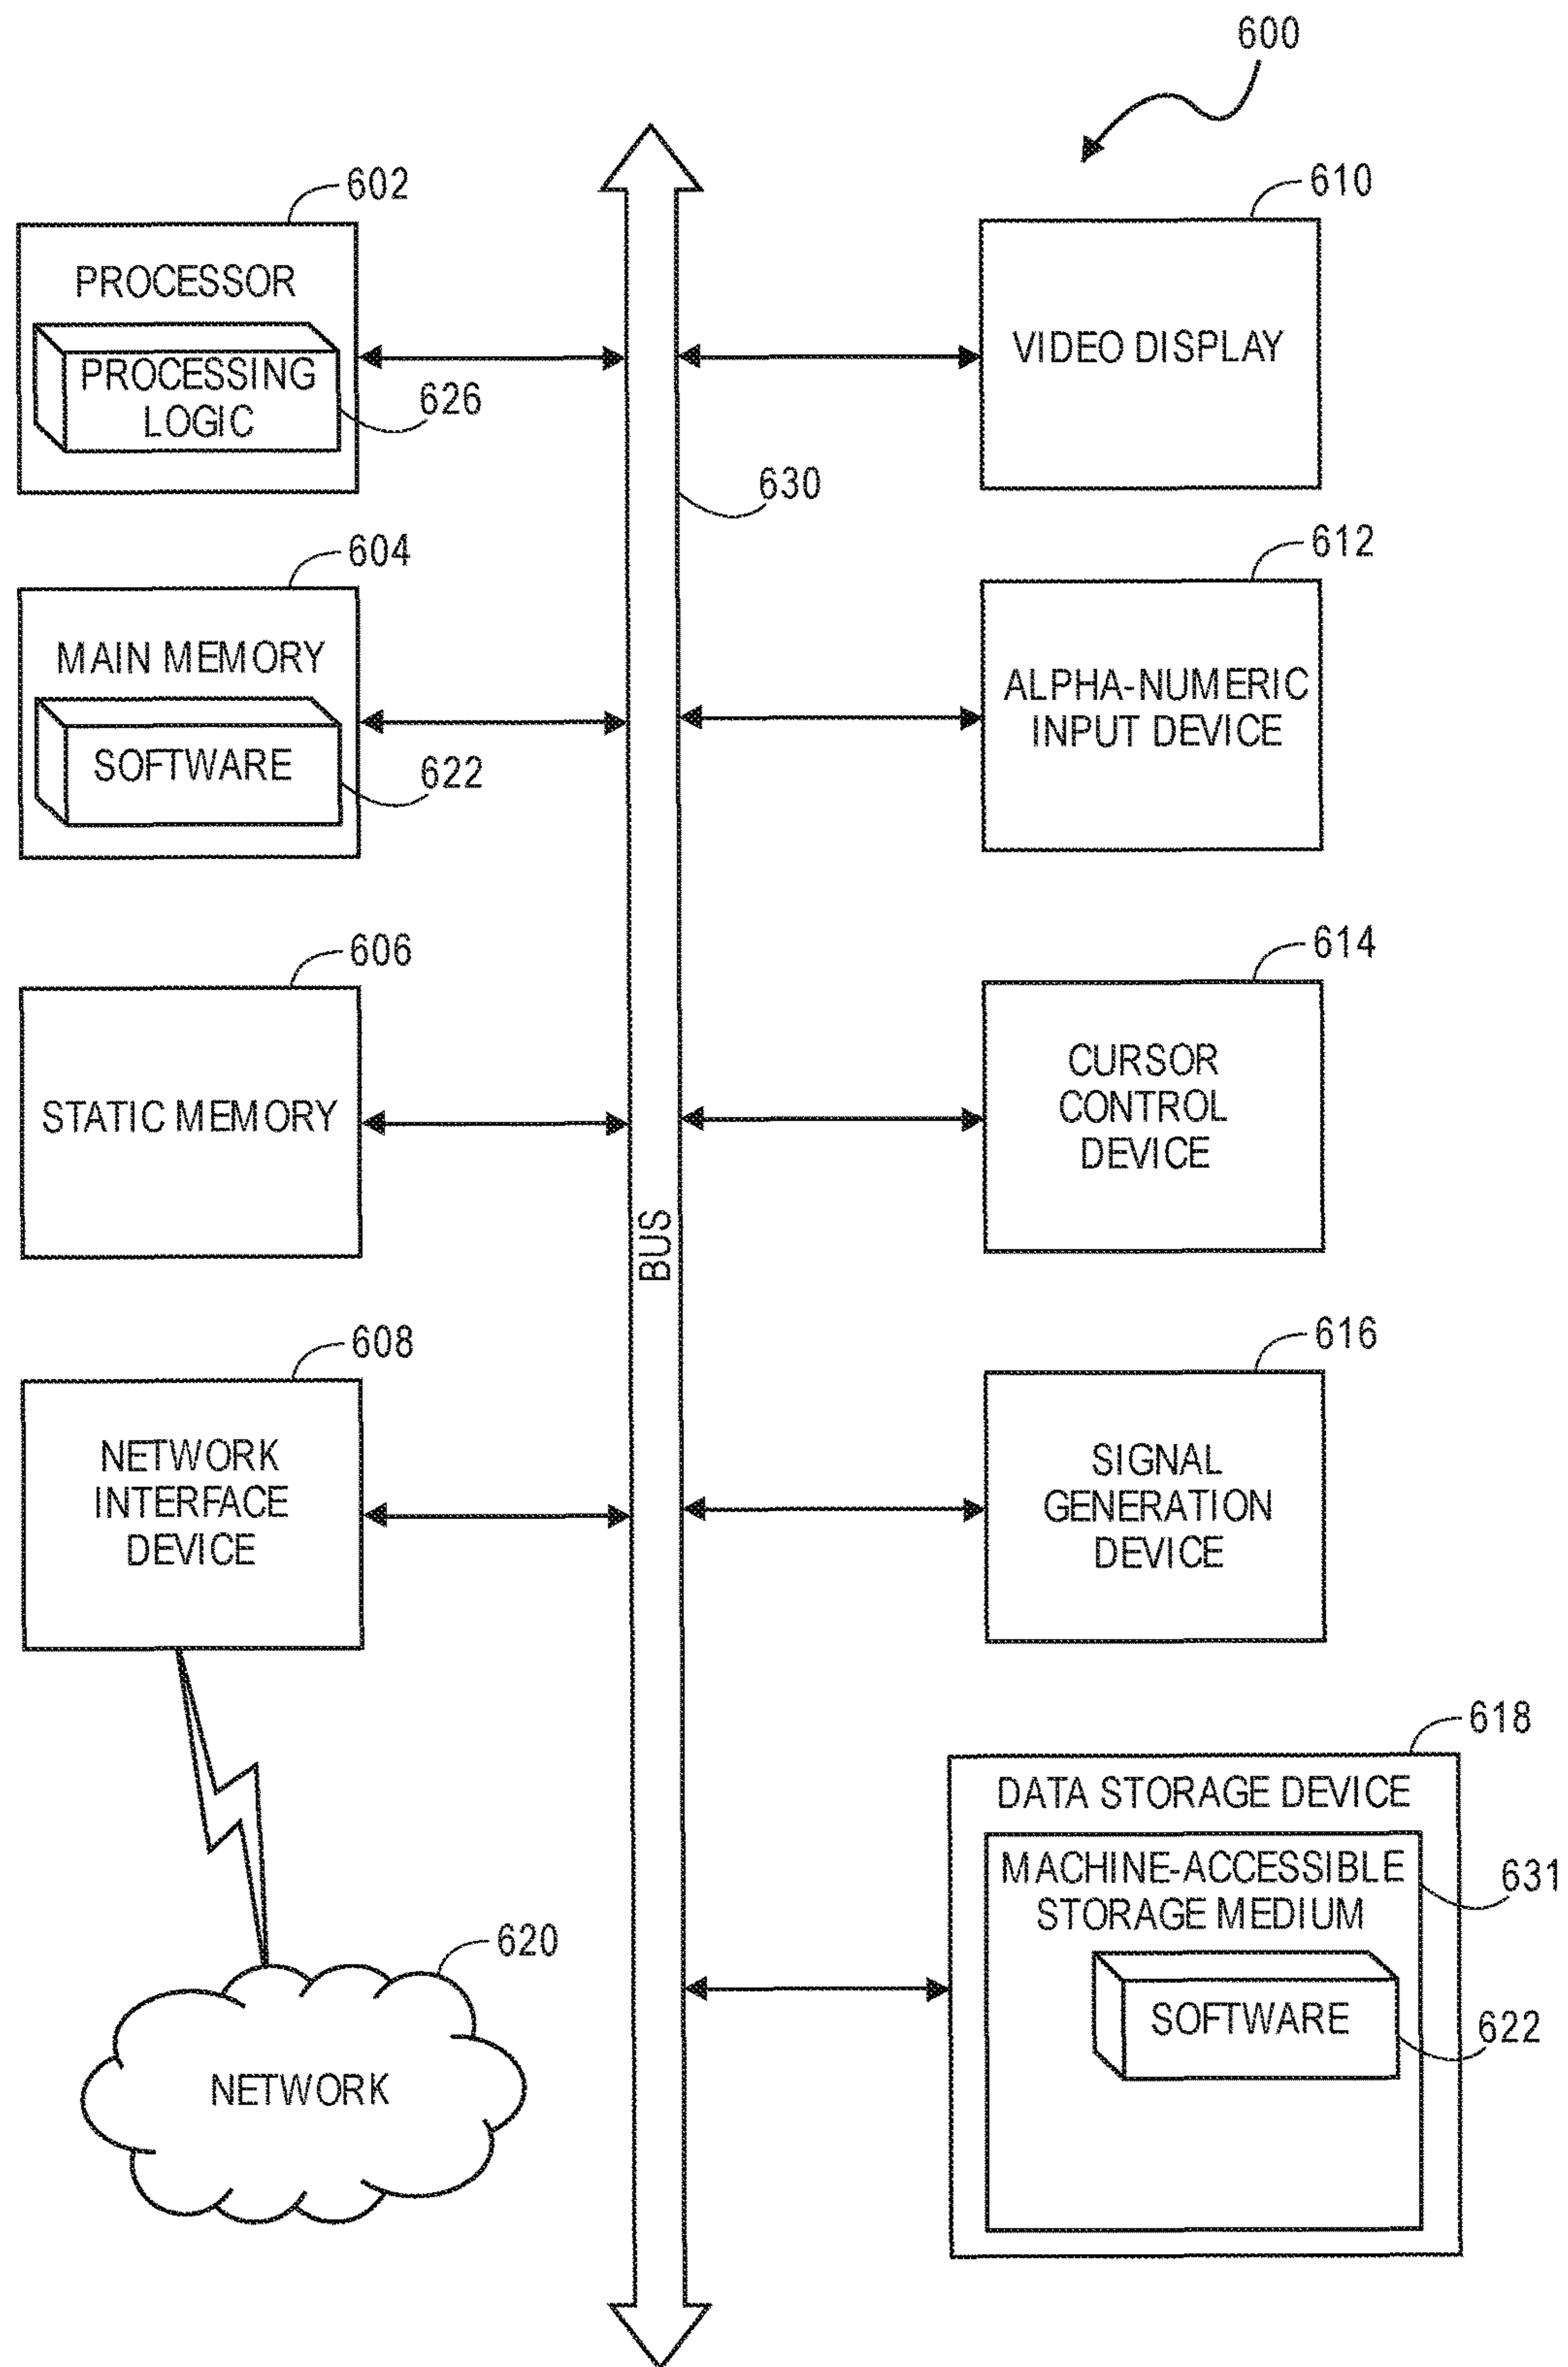 600
602
PROCESSOR
PROCESSING
LOGIC
626
610
VIDEO DISPLAY
630
604
MAIN MEMORY
SOFTWARE
622
612
ALPHA-NUMERIC
INPUT DEVICE
606
STATIC MEMORY
614
CURSOR
CONTROL
DEVICE
BUS
608
NETWORK
INTERFACE
DEVICE
616
SIGNAL
GENERATION
DEVICE
618
DATA STORAGE DEVICE
MACHINE-ACCESSIBLE
STORAGE MEDIUM
631
SOFTWARE
622
620
NETWORK